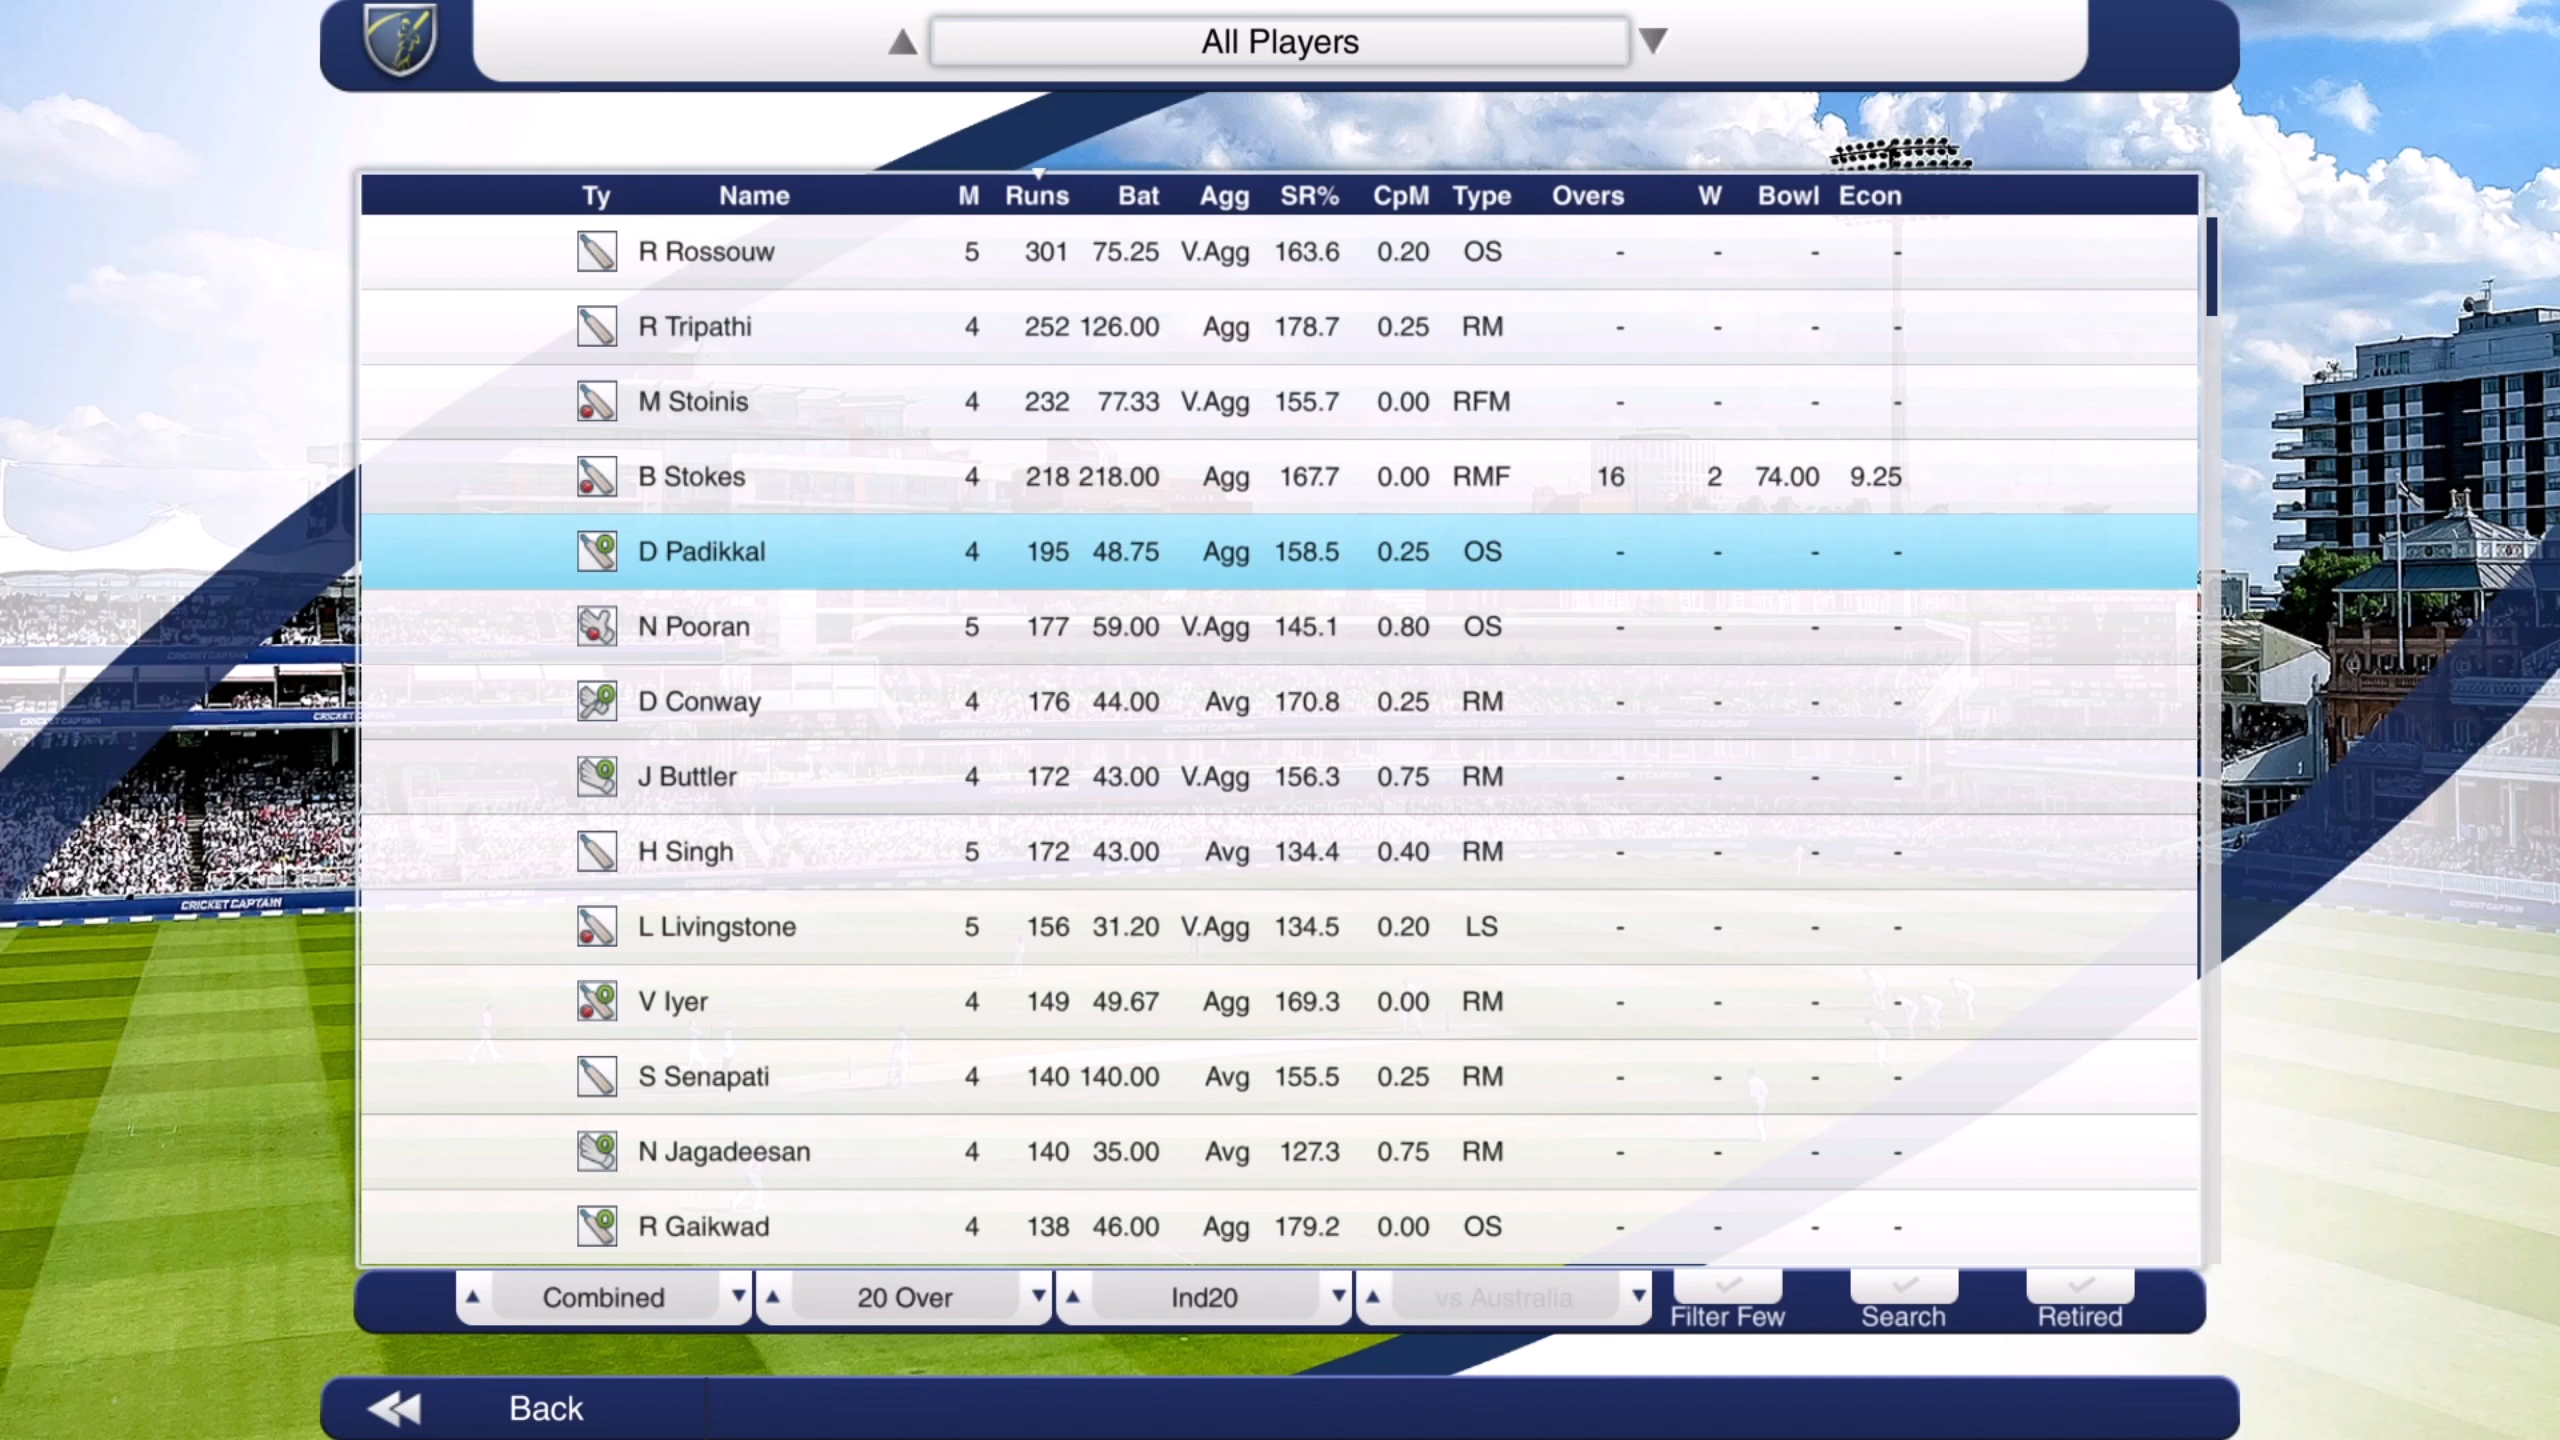 All Players
Ty Name M Runs Bat Agg SR% CpM Type Overs W Bowl Econ
R Rossouw 5 301 75.25 V.Agg 163.6 0.20 OS - - - -
R Tripathi 4 252 126.00 Agg 178.7 0.25 RM - - - -
M Stoinis 4 232 77.33 V.Agg 155.7 0.00 RFM - - - -
B Stokes 4 218 218.00 Agg 167.7 0.00 RMF 16 2 74.00 9.25
D Padikkal 4 195 48.75 Agg 158.5 0.25 OS - - - -
N Pooran 5 177 59.00 V.Agg 145.1 0.80 OS - - - -
D Conway 4 176 44.00 Avg 170.8 0.25 RM - - - -
J Buttler 4 172 43.00 V.Agg 156.3 0.75 RM - - - -
H Singh 5 172 43.00 Avg 134.4 0.40 RM - - - -
L Livingstone 5 156 31.20 V.Agg 134.5 0.20 LS - - - -
V Iyer 4 149 49.67 Agg 169.3 0.00 RM - - - -
S Senapati 4 140 140.00 Avg 155.5 0.25 RM - - - -
N Jagadeesan 4 140 35.00 Avg 127.3 0.75 RM - - - -
R Gaikwad 4 138 46.00 Agg 179.2 0.00 OS - - - -
CRICKET CAPTAIN
CRICKET
CRICKET CAPTAIN
Combined 20 Over Ind20 vs Australia Filter Few Search Retired
Back